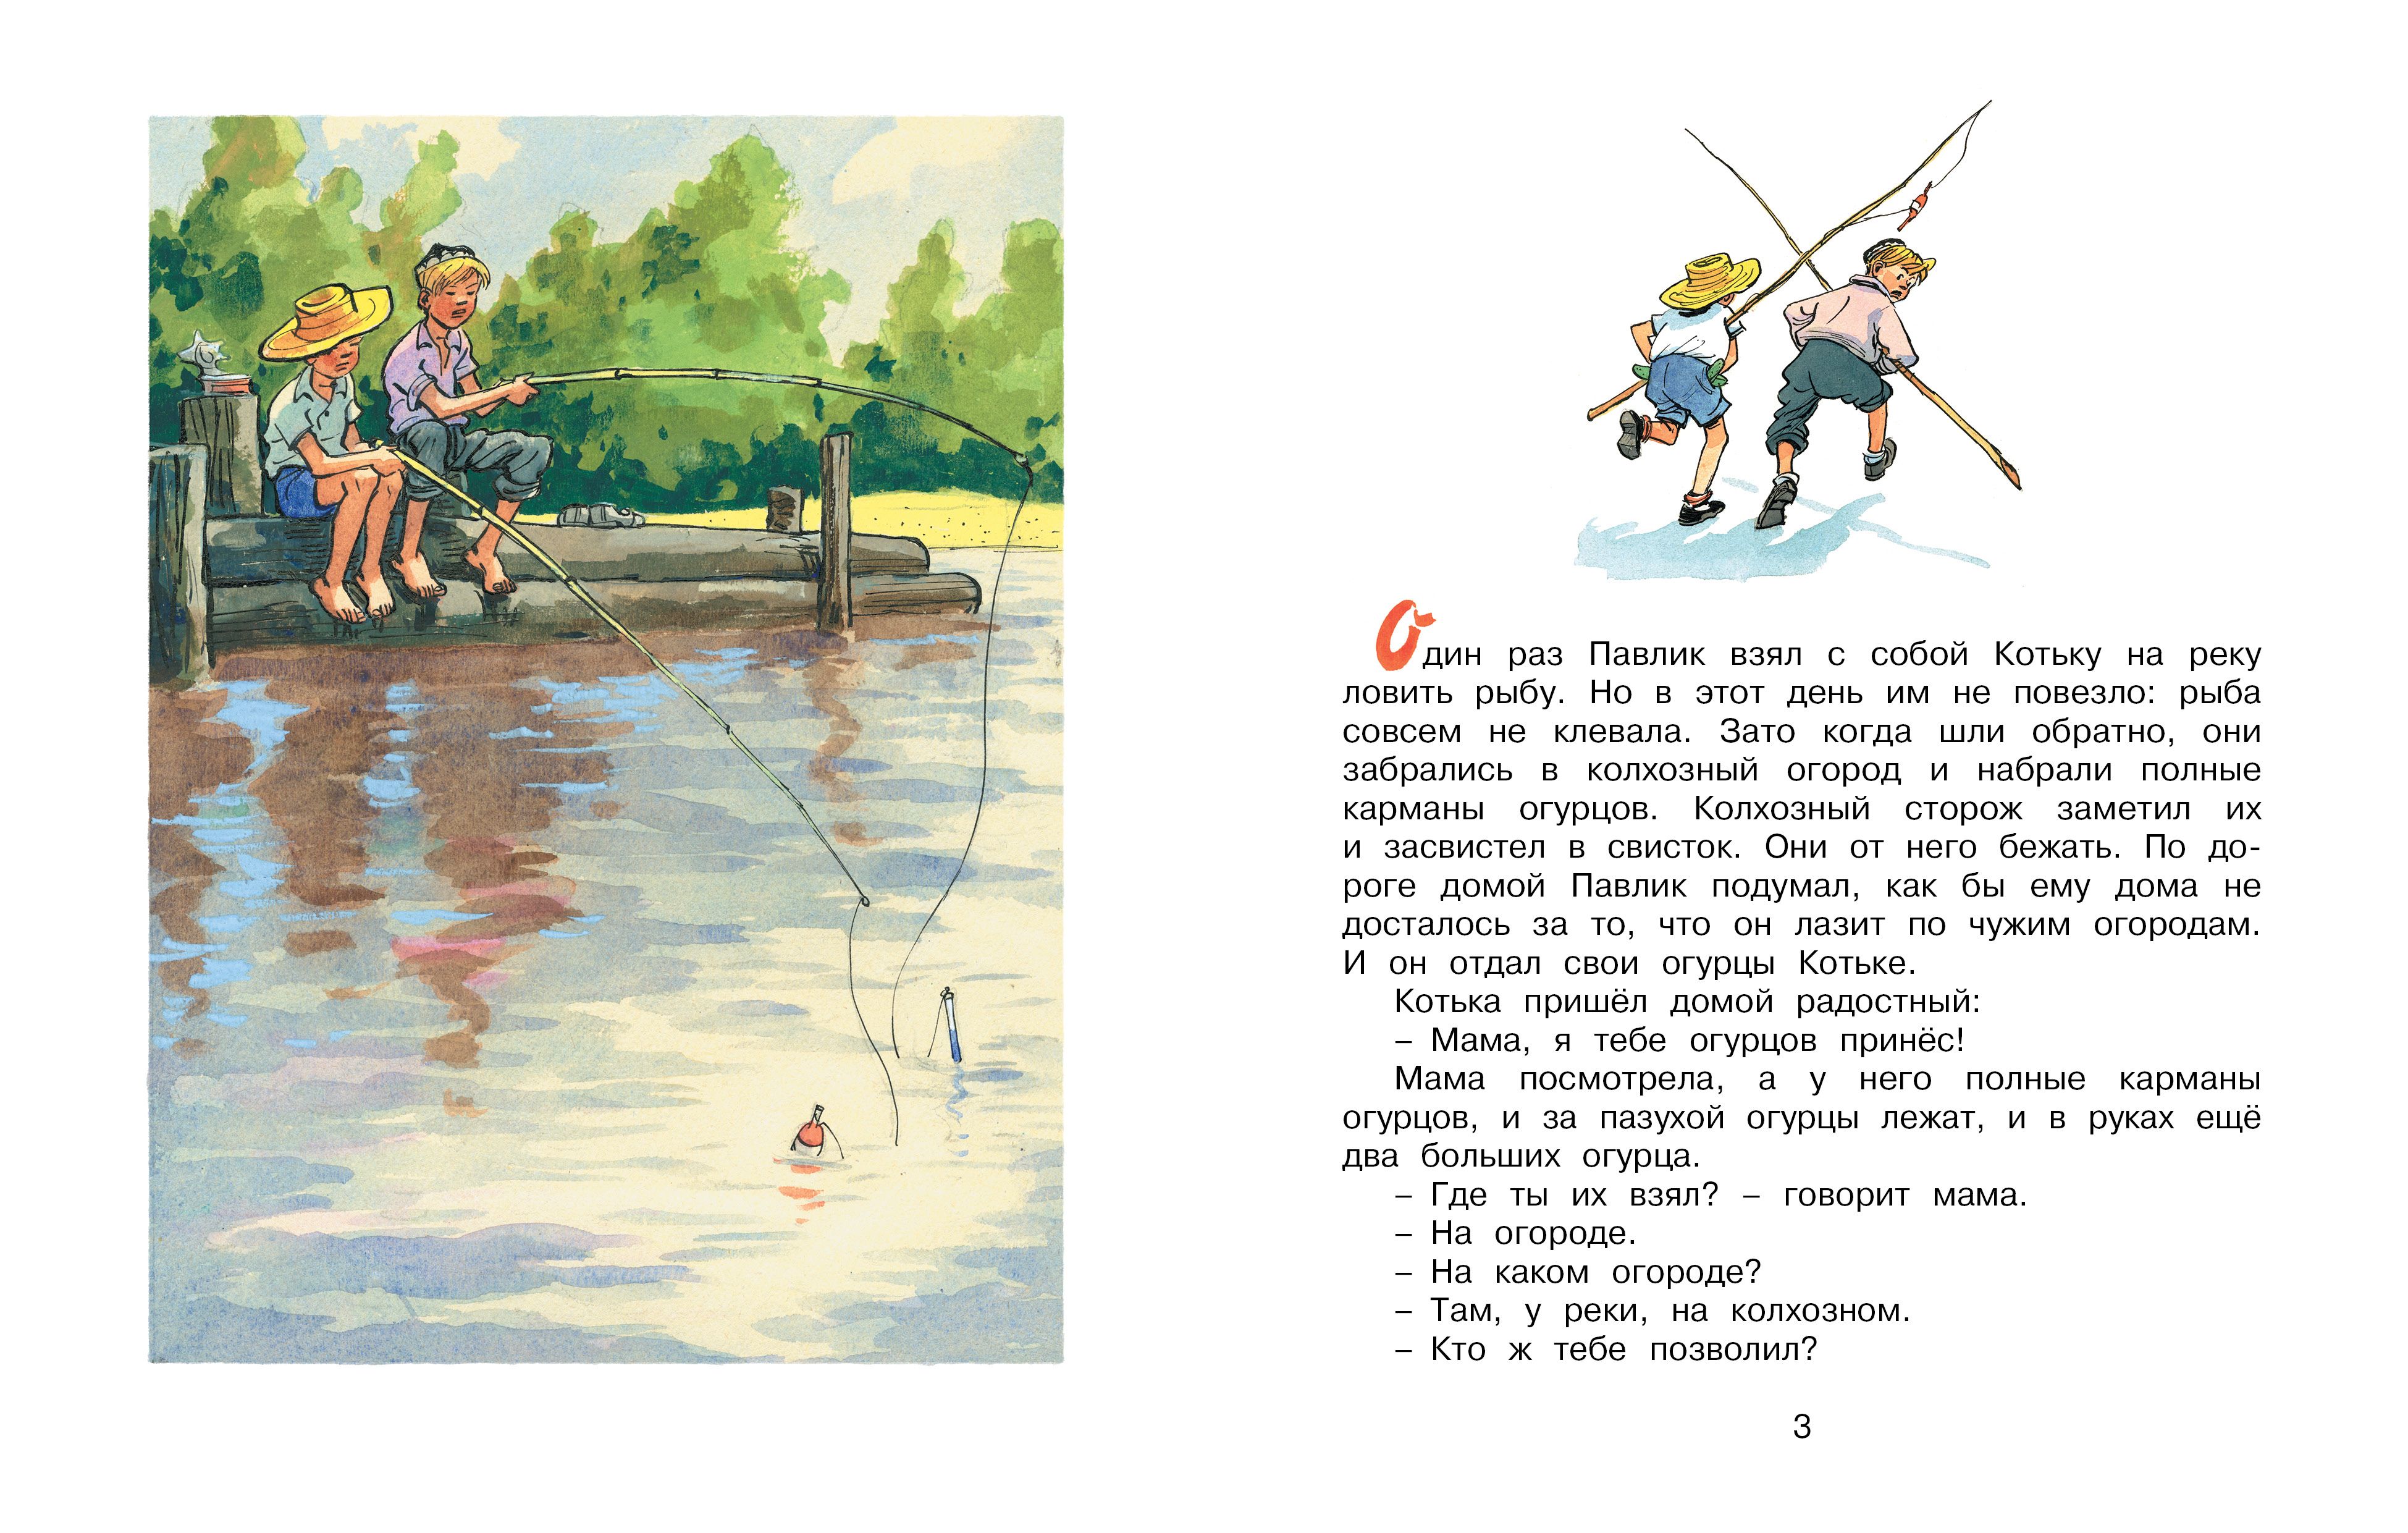 Один раз Павлик взял с собой Котьку на реку
ловить рыбу. Но в этот день им не повезло: рыба
совсем не клевала. Зато когда шли обратно, они
забрались в колхозный огород и набрали полные
карманы огурцов. Колхозный сторож заметил их
и засвистел в свисток. Они от него бежать. По до-
роге домой Павлик подумал, как бы ему дома не
досталось за то, что он лазит по чужим огородам.
И он отдал свои огурцы Котьке.
Котька пришёл домой радостный:
– Мама, я тебе огурцов принёс!
Мама посмотрела, а у него полные карманы
огурцов, и за пазухой огурцы лежат, и в руках ещё
два больших огурца.
– Где ты их взял? – говорит мама.
– На огороде.
– На каком огороде?
– Там, у реки, на колхозном.
– Кто ж тебе позволил?
3